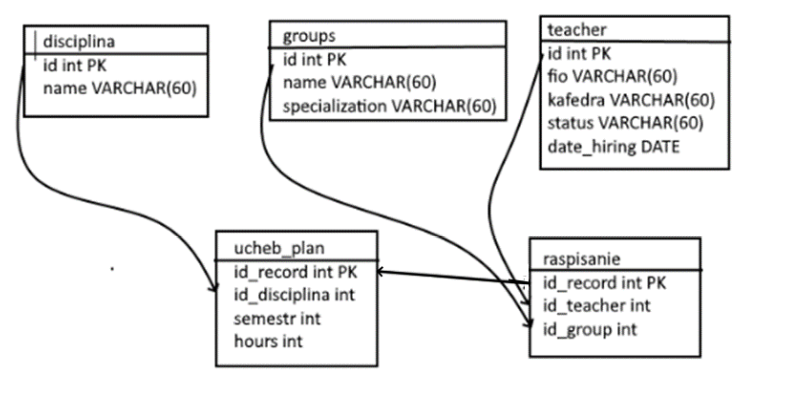 disciplina
id int PK
name VARCHAR(60)
groups
id int PK
name VARCHAR(60)
specialization VARCHAR(60)
teacher
id int PK
fio VARCHAR(60)
kafedra VARCHAR(60)
status VARCHAR(60)
date_hiring DATE
ucheb_plan
id_record int PK
id_disciplina int
semestr int
hours int
raspisanie
id_record int PK
id_teacher int
id_group int